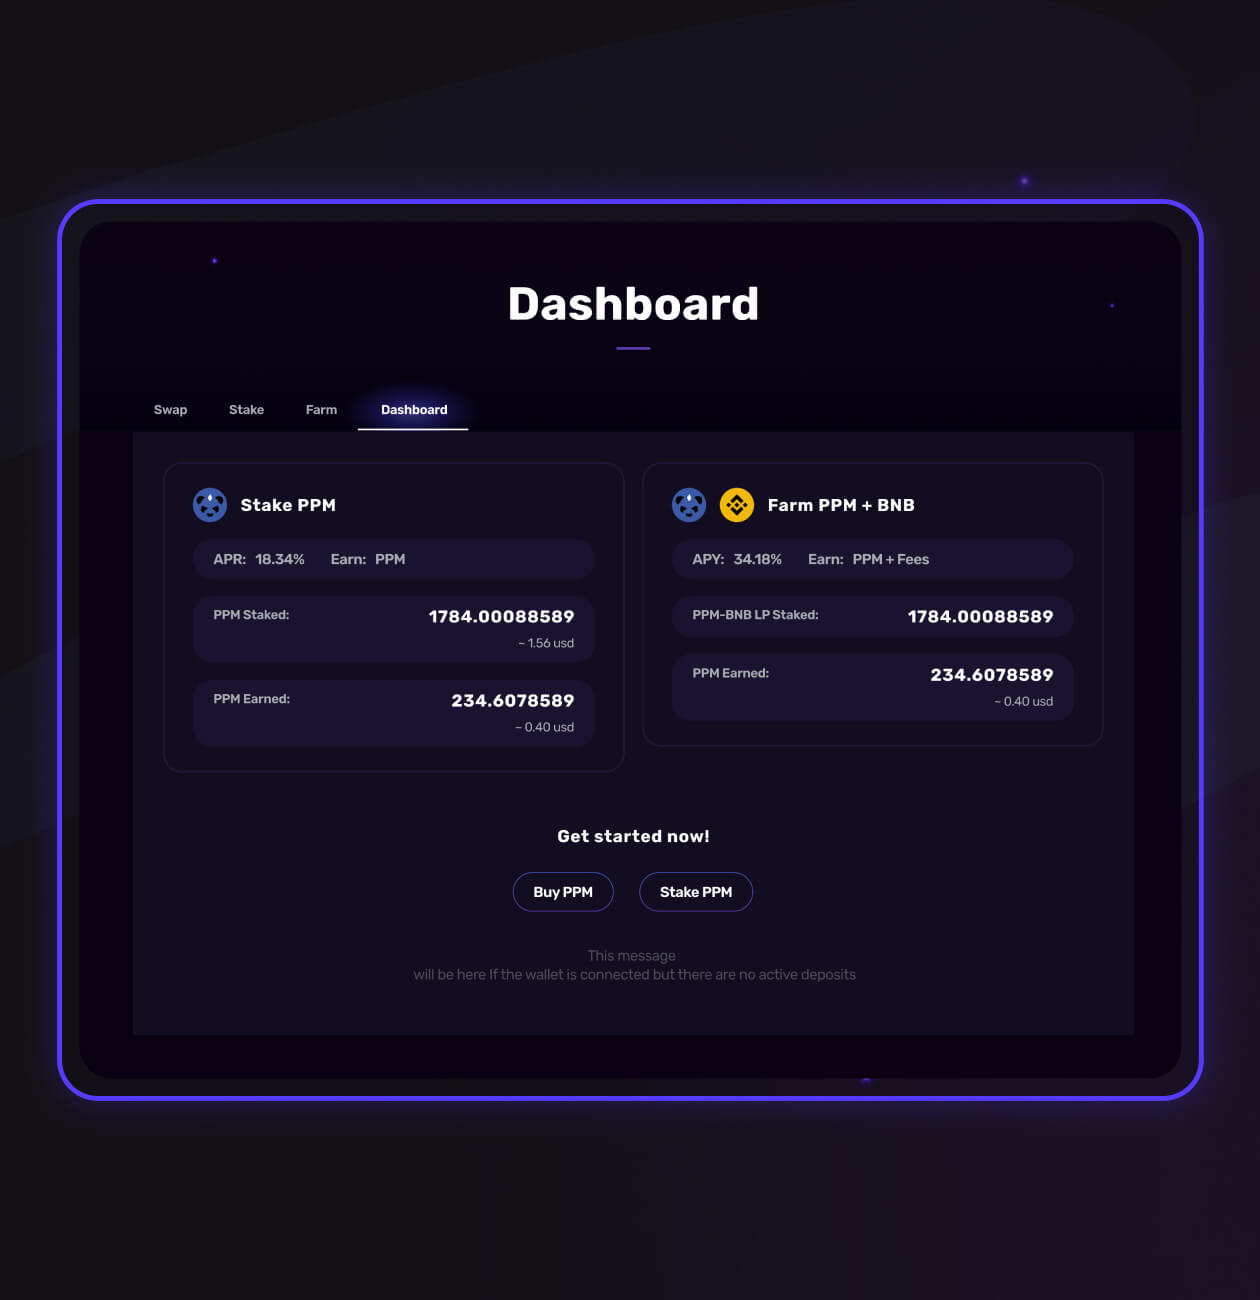 Dashboard
Swap Stake Farm Dashboard
Stake PPM
APR: 18.34% Earn: PPM
PPM Staked: 1784.00088589
~ 1.56 usd
PPM Earned: 234.6078589
~ 0.40 usd
Farm PPM + BNB
APY: 34.18% Earn: PPM + Fees
PPM-BNB LP Staked: 1784.00088589
PPM Earned: 234.6078589
~ 0.40 usd
Get started now!
Buy PPM Stake PPM
This message
will be here If the wallet is connected but there are no active deposits